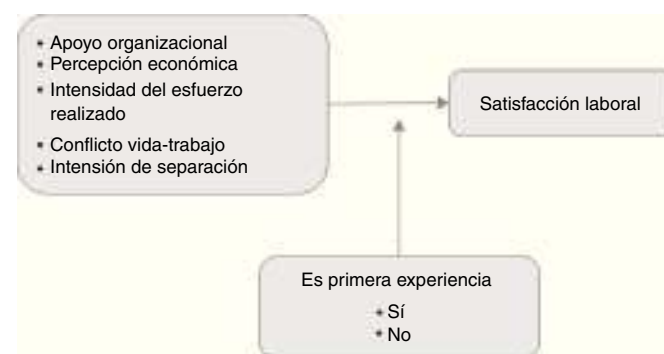 • Apoyo organizacional
• Percepción económica
• Intensidad del esfuerzo
realizado
• Conflicto vida-trabajo
• Intensión de separación
Satisfacción laboral
Es primera experiencia
• Sí
• No